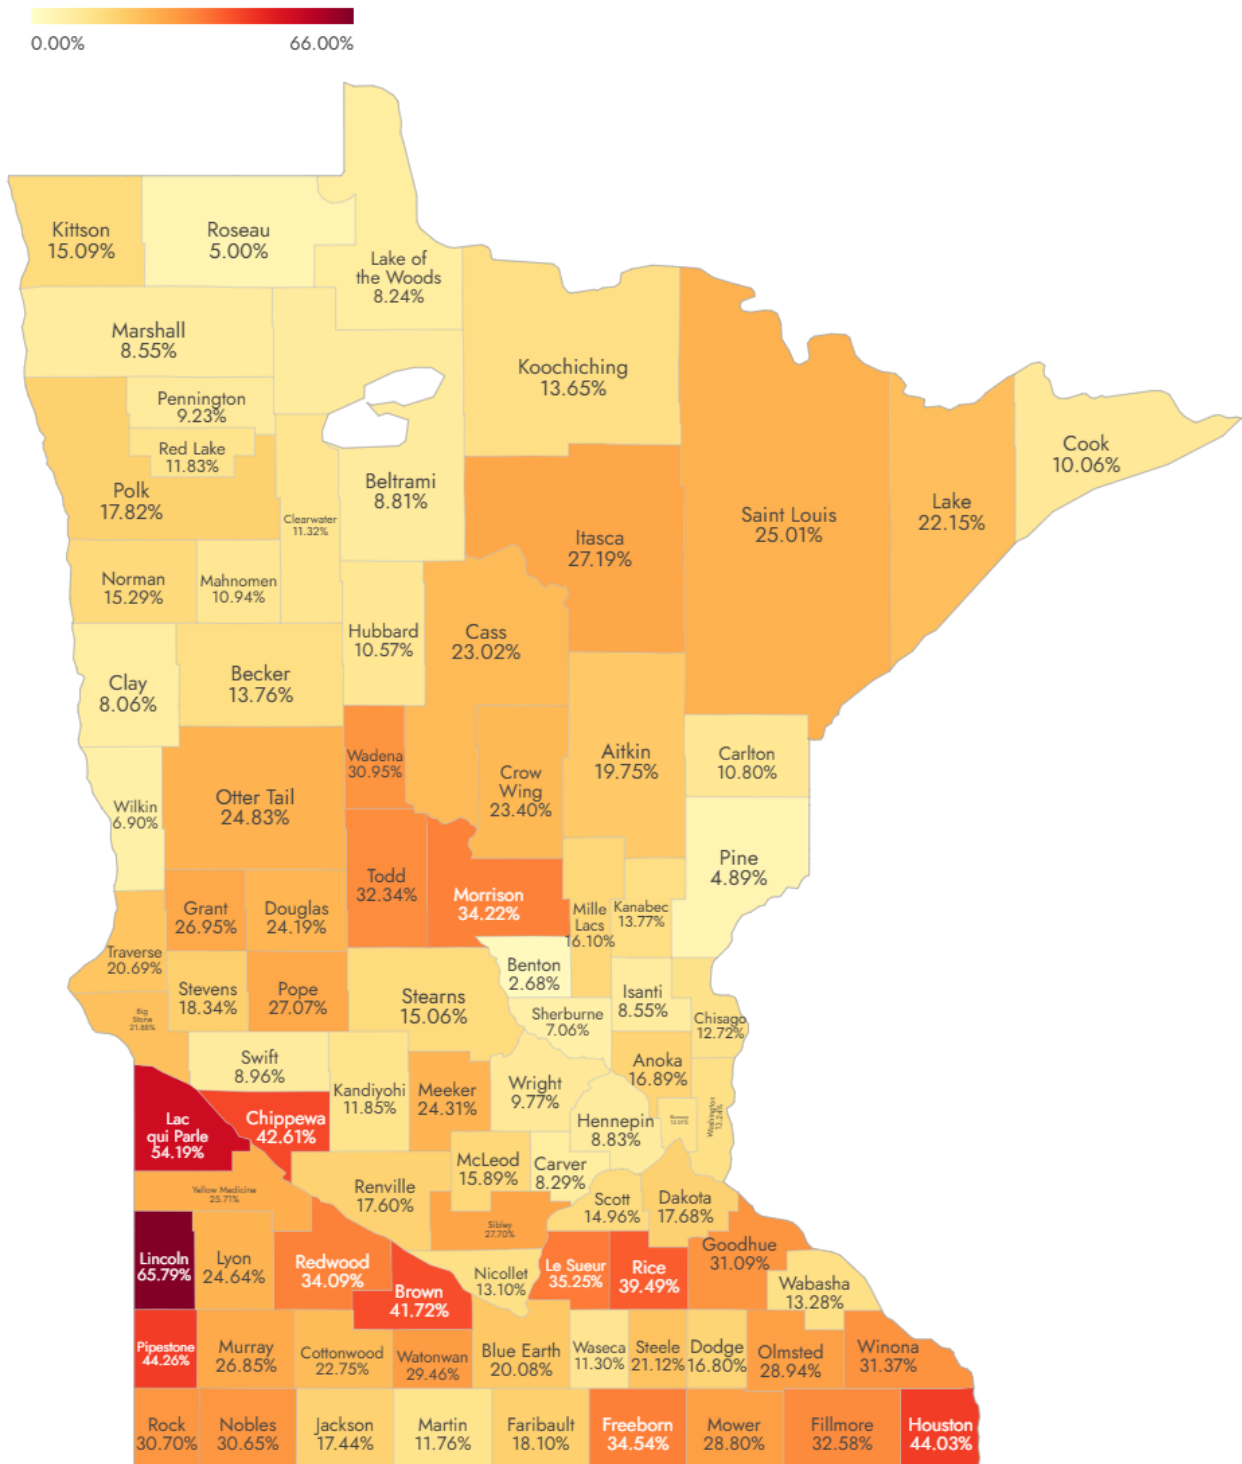 0.00%
66.00%
Kittson
15.09%
Roseau
5.00%
Lake of
the Woods
8.24%
Marshall
8.55%
Koochiching
13.65%
Pennington
9.23%
Red Lake
11.83%
Polk
17.82%
Clearwater
11.32%
Beltrami
8.81%
Itasca
27.19%
Saint Louis
25.01%
Lake
22.15%
Cook
10.06%
Norman
15.29%
Mahnomen
10.94%
Hubbard
10.57%
Cass
23.02%
Clay
8.06%
Becker
13.76%
Wadena
30.95%
Crow
Wing
23.40%
Aitkin
19.75%
Carlton
10.80%
Wilkin
6.90%
Otter Tail
24.83%
Todd
32.34%
Morrison
34.22%
Pine
4.89%
Grant
26.95%
Douglas
24.19%
Mille
Lacs
16.10%
Kanabec
13.77%
Traverse
20.69%
Stevens
18.34%
Pope
27.07%
Stearns
15.06%
Benton
2.68%
Isanti
8.55%
Big
Stone
21.88%
Sherburne
7.06%
Chisago
12.72%
Swift
8.96%
Kandiyohi
11.85%
Meeker
24.31%
Wright
9.77%
Anoka
16.89%
Hennepin
8.83%
Ramsey
12.01%
Washington
13.24%
Lac
qui Parle
54.19%
Chippewa
42.61%
McLeod
15.89%
Carver
8.29%
Yellow Medicine
25.71%
Renville
17.60%
Scott
14.96%
Dakota
17.68%
Sibley
27.70%
Lincoln
65.79%
Lyon
24.64%
Redwood
34.09%
Brown
41.72%
Nicollet
13.10%
Le Sueur
35.25%
Rice
39.49%
Goodhue
31.09%
Wabasha
13.28%
Pipestone
44.26%
Murray
26.85%
Cottonwood
22.75%
Watonwan
29.46%
Blue Earth
20.08%
Waseca
11.30%
Steele
21.12%
Dodge
16.80%
Olmsted
28.94%
Winona
31.37%
Rock
30.70%
Nobles
30.65%
Jackson
17.44%
Martin
11.76%
Faribault
18.10%
Freeborn
34.54%
Mower
28.80%
Fillmore
32.58%
Houston
44.03%